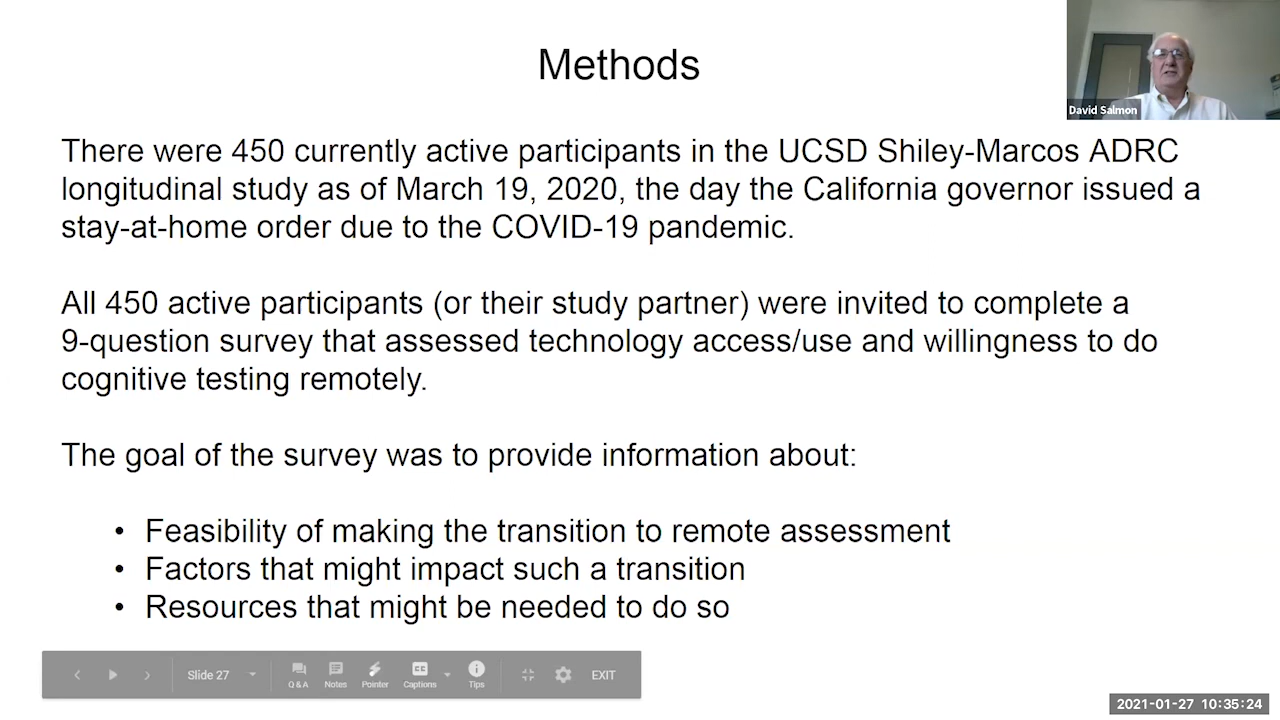 Methods
David Salmon
There were 450 currently active participants in the UCSD Shiley-Marcos ADRC
longitudinal study as of March 19, 2020, the day the California governor issued a
stay-at-home order due to the COVID-19 pandemic.
All 450 active participants (or their study partner) were invited to complete a
9-question survey that assessed technology access/use and willingness to do
cognitive testing remotely.
The goal of the survey was to provide information about:
• Feasibility of making the transition to remote assessment
• Factors that might impact such a transition
• Resources that might be needed to do so
Slide 27
Q & A
Notes
Pointer
CC
Captions
Tips
EXIT
2021-01-27 10:35:24